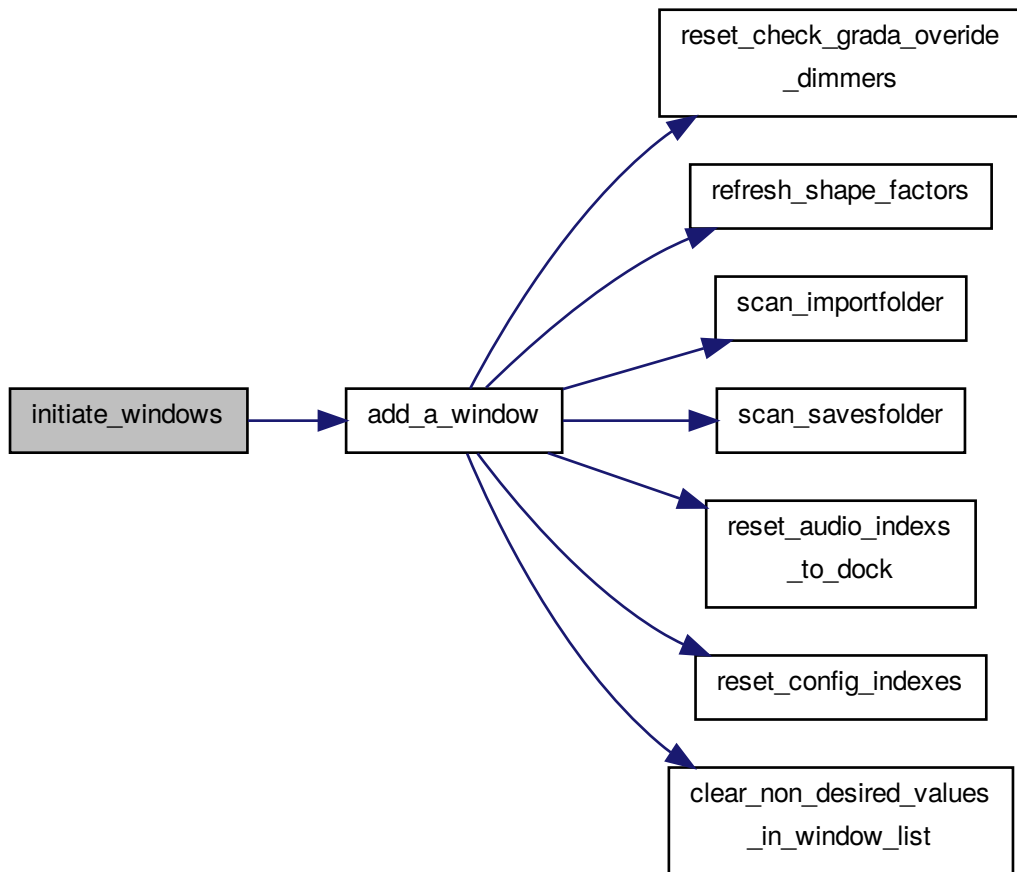 reset_check_grada_overide
_dimmers
refresh_shape_factors
scan_importfolder
initiate_windows
add_a_window
scan_savesfolder
reset_audio_indexs
_to_dock
reset_config_indexes
clear_non_desired_values
_in_window_list